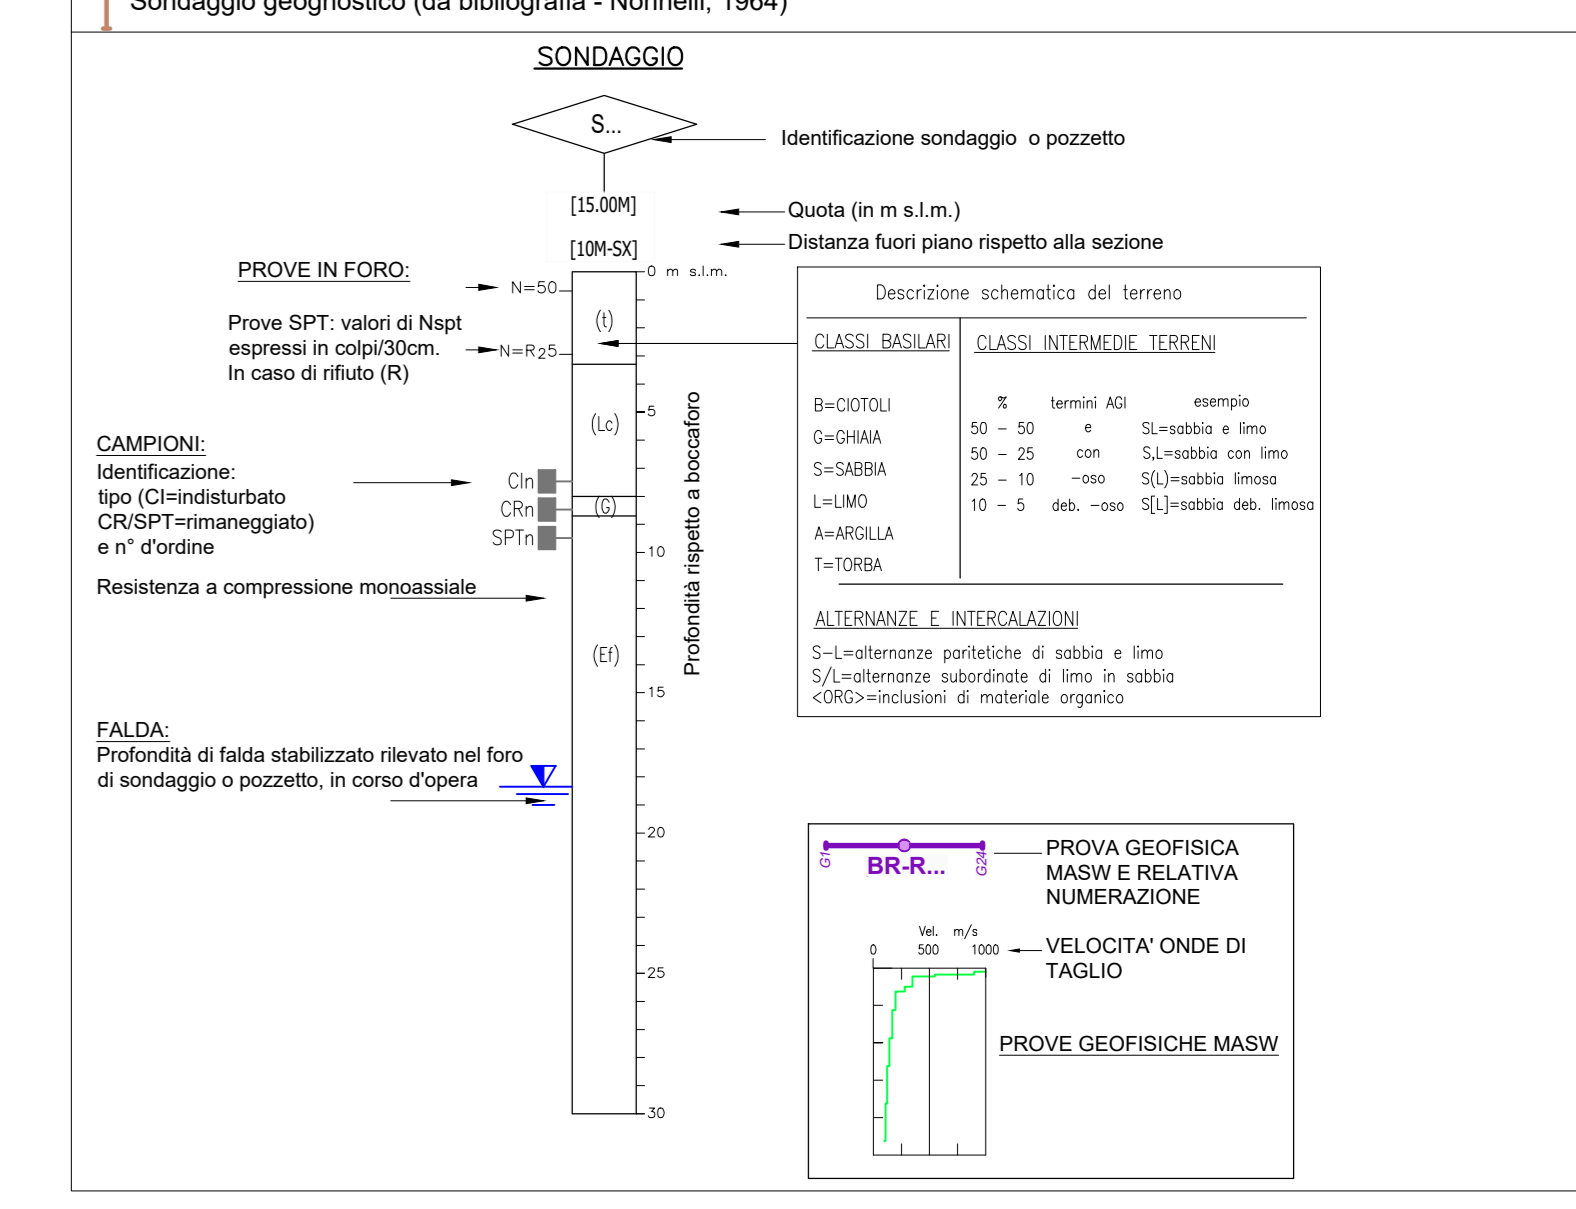 Sondaggio geognostico (da bibliografia - Nonnelli, 1964)
SONDAGGIO
S...
Identificazione sondaggio o pozzetto
[15.00M]
Quota (in m s.l.m.)
[10M-SX]
Distanza fuori piano rispetto alla sezione
PROVE IN FORO:
0 m s.l.m.
N=50
Prove SPT: valori di Nspt
espressi in colpi/30cm.
In caso di rifiuto (R)
N=R25
(t)
(Lc)
5
CAMPIONI:
Identificazione:
tipo (CI=indisturbato
CR/SPT=rimaneggiato)
e n° d'ordine
CIn
CRn
SPTn
(G)
10
Resistenza a compressione monoassiale
(Ef)
15
Profondità rispetto a boccaforo
FALDA:
Profondità di falda stabilizzato rilevato nel foro
di sondaggio o pozzetto, in corso d'opera
20
25
30
Descrizione schematica del terreno
CLASSI BASILARI
B=CIOTOLI
G=GHIAIA
S=SABBIA
L=LIMO
A=ARGILLA
T=TORBA
CLASSI INTERMEDIE TERRENI
% termini AGI esempio
50 - 50 e SL=sabbia e limo
50 - 25 con S,L=sabbia con limo
25 - 10 -oso S(L)=sabbia limosa
10 - 5 deb. -oso S[L]=sabbia deb. limosa
ALTERNANZE E INTERCALAZIONI
S-L=alternanze paritetiche di sabbia e limo
S/L=alternanze subordinate di limo in sabbia
<ORG>=inclusioni di materiale organico
G1
BR-R...
G24
PROVA GEOFISICA
MASW E RELATIVA
NUMERAZIONE
Vel. m/s
0 500 1000
VELOCITA' ONDE DI
TAGLIO
PROVE GEOFISICHE MASW